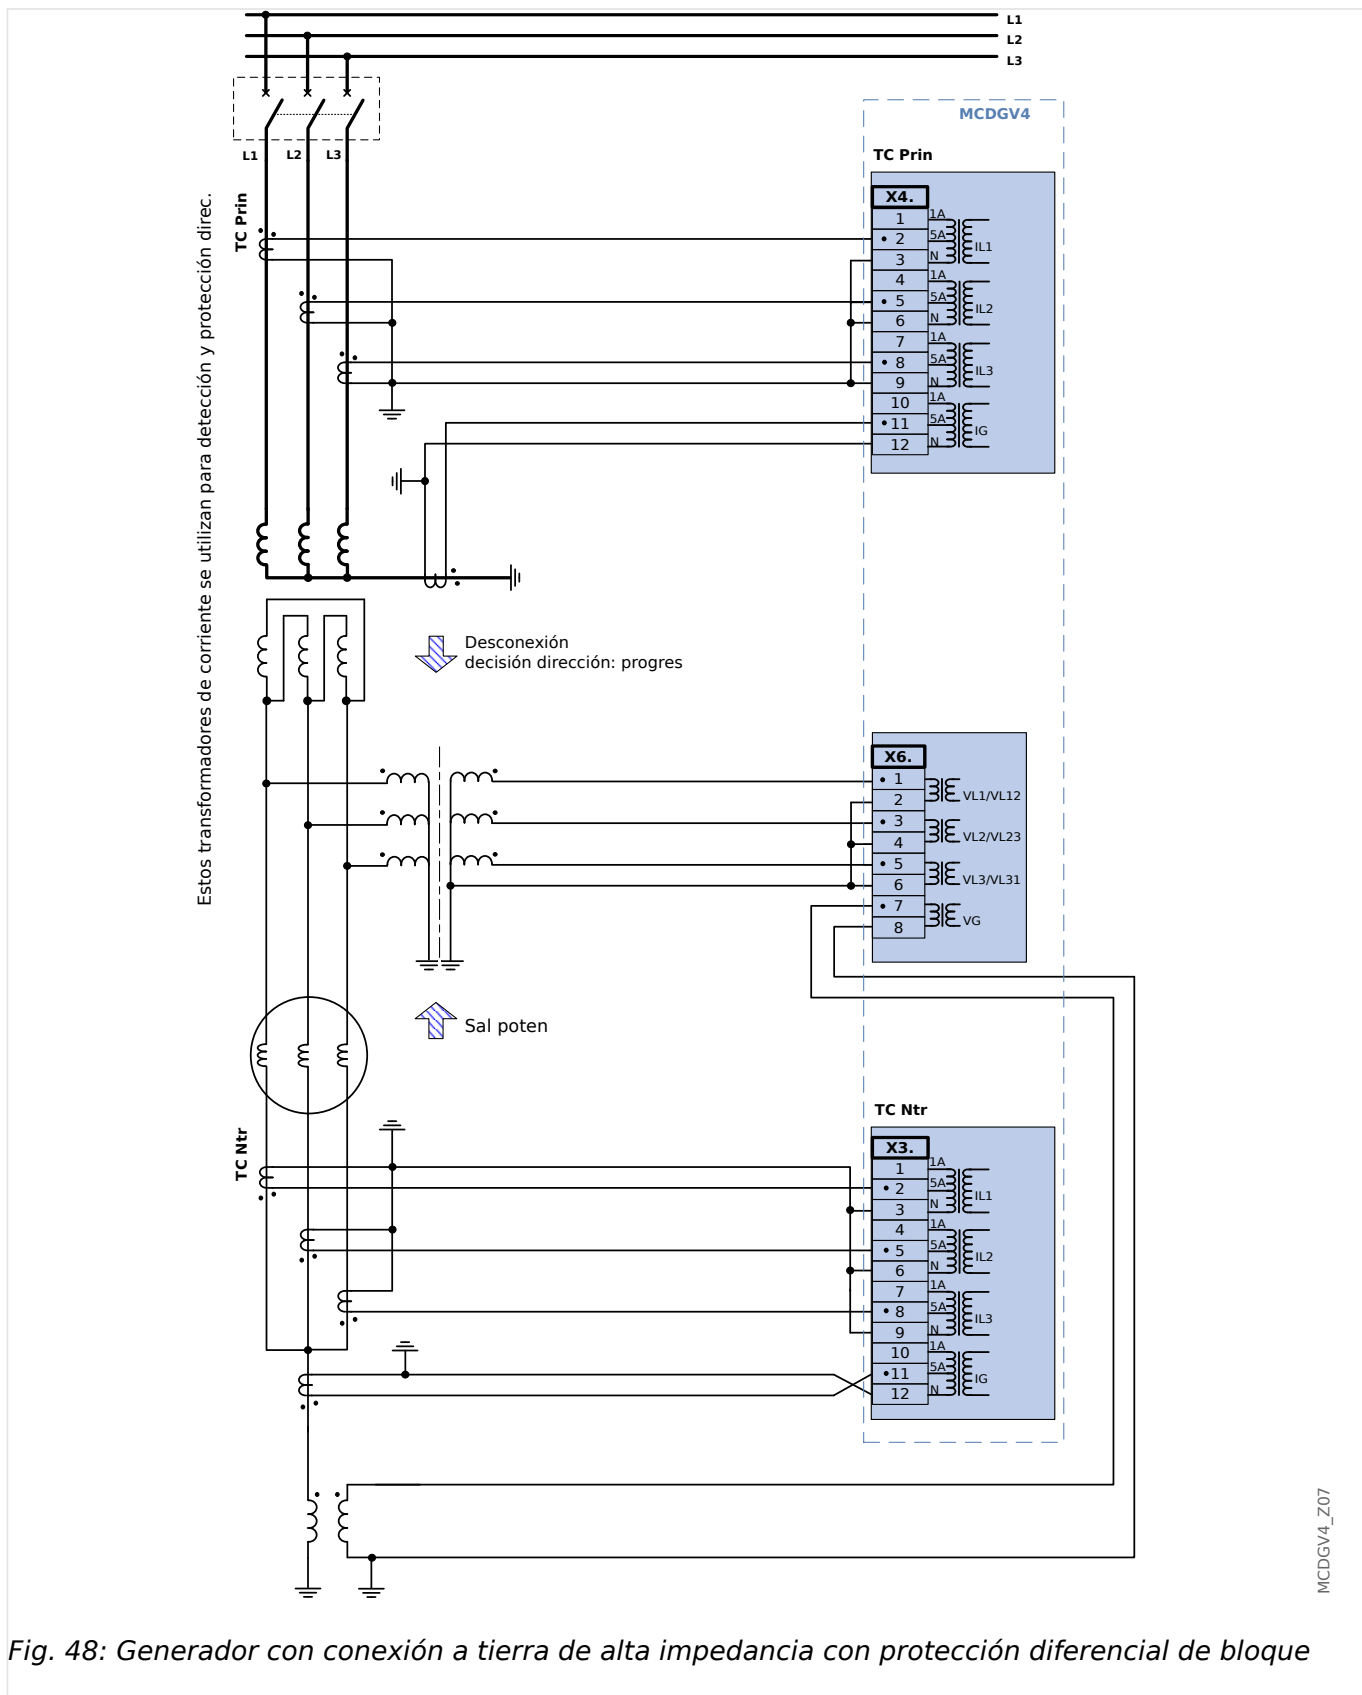 L1
L2
L3
MCDGV4
L1 L2 L3
TC Prin
TC Prin
X4.
1 1A
2 5A IL1
3 N
4 1A
5 5A IL2
6 N
7 1A
8 5A IL3
9 N
10 1A
11 5A IG
12 N
Estos transformadores de corriente se utilizan para detección y protección direc.
Desconexión
decisión dirección: progres
X6.
1
VL1/VL12
2
3
VL2/VL23
4
5
VL3/VL31
6
7
VG
8
Sal poten
TC Ntr
TC Ntr
X3.
1 1A
2 5A IL1
3 N
4 1A
5 5A IL2
6 N
7 1A
8 5A IL3
9 N
10 1A
11 5A IG
12 N
MCDGV4_Z07
Fig. 48: Generador con conexión a tierra de alta impedancia con protección diferencial de bloque